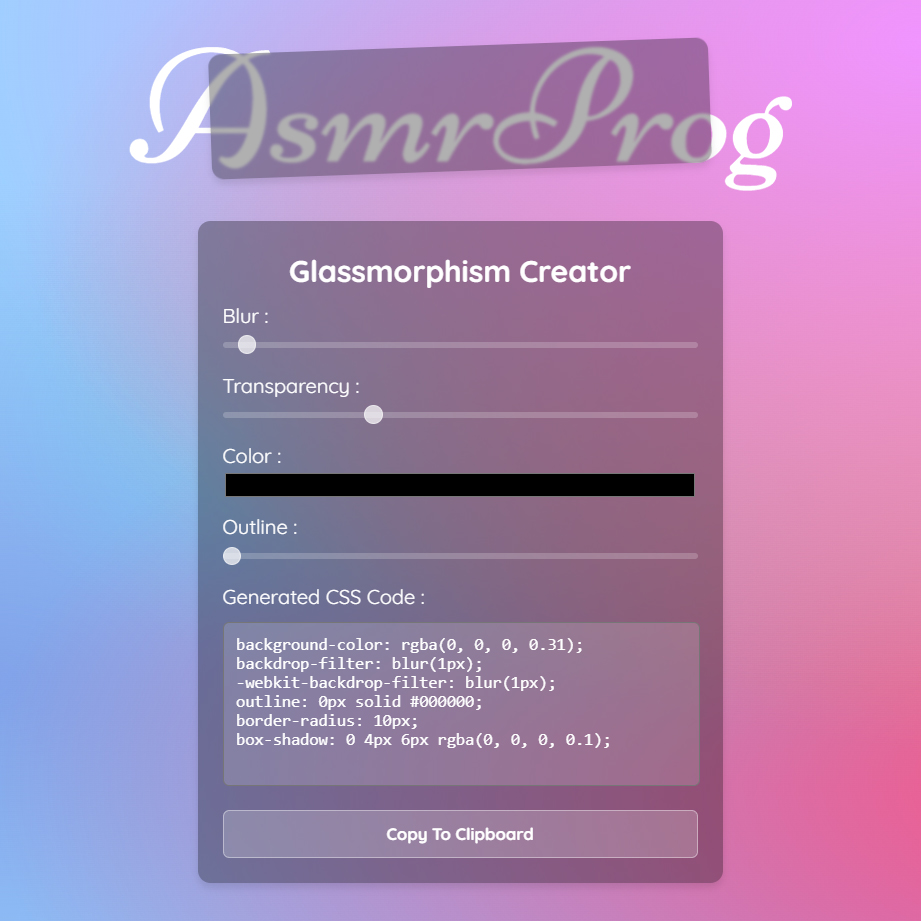 AsmrProg
Glassmorphism Creator
Blur :
Transparency :
Color :
Outline :
Generated CSS Code :
background-color: rgba(0, 0, 0, 0.31);
backdrop-filter: blur(1px);
-webkit-backdrop-filter: blur(1px);
outline: 0px solid #000000;
border-radius: 10px;
box-shadow: 0 4px 6px rgba(0, 0, 0, 0.1);
Copy To Clipboard